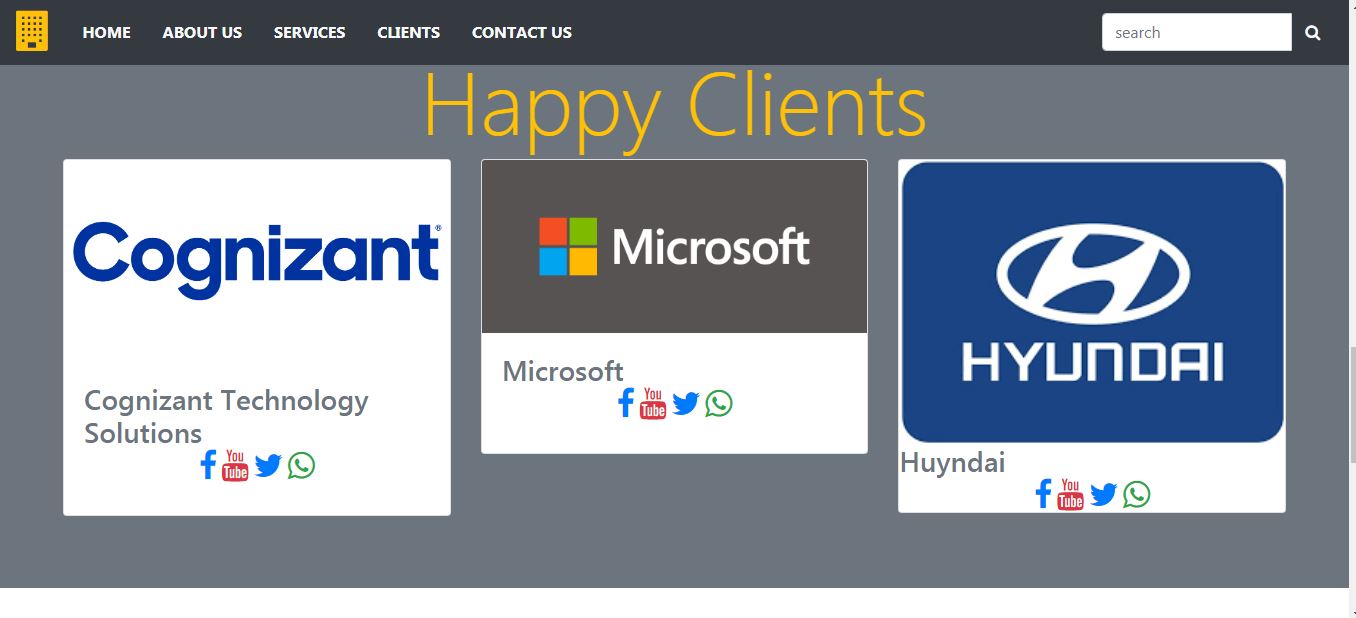 HOME ABOUT US SERVICES CLIENTS CONTACT US search
Happy Clients
Cognizant®
Cognizant Technology
Solutions
You
Tube
Microsoft
Microsoft
You
Tube
HYUNDAI
Huyndai
You
Tube